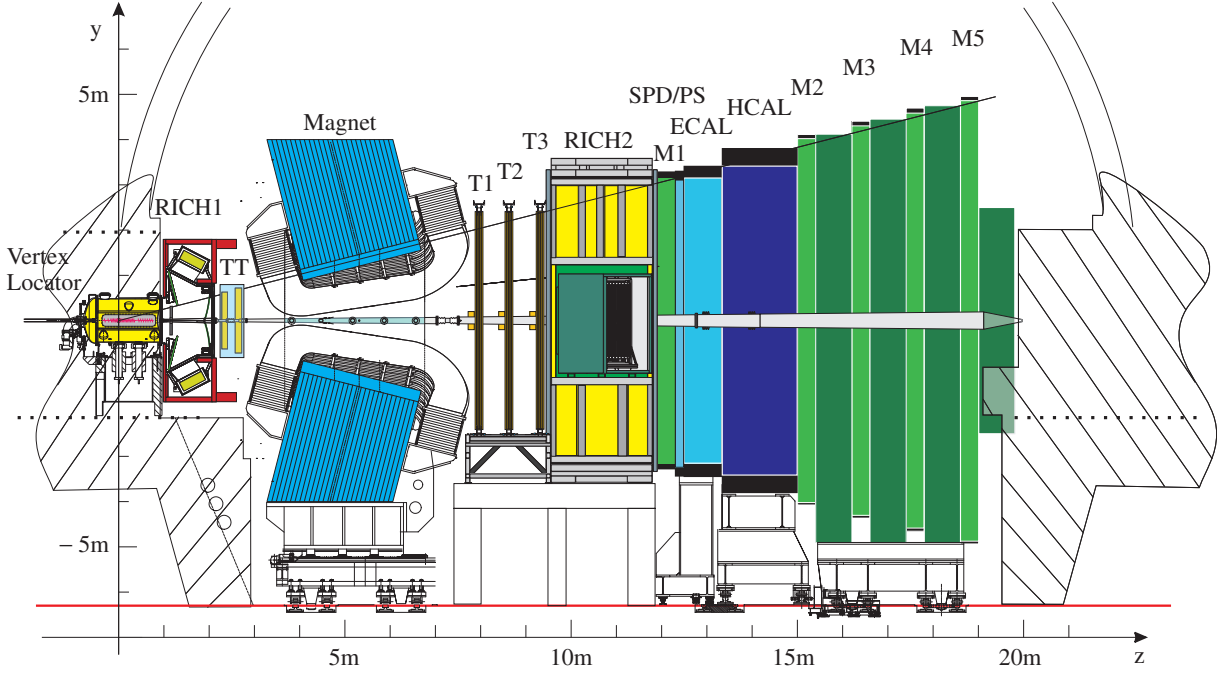 y
5m
M5
M4
M3
M2
SPD/PS
HCAL
ECAL
Magnet
T3
RICH2
M1
T2
T1
RICH1
TT
Vertex
Locator
− 5m
5m
10m
15m
20m
z